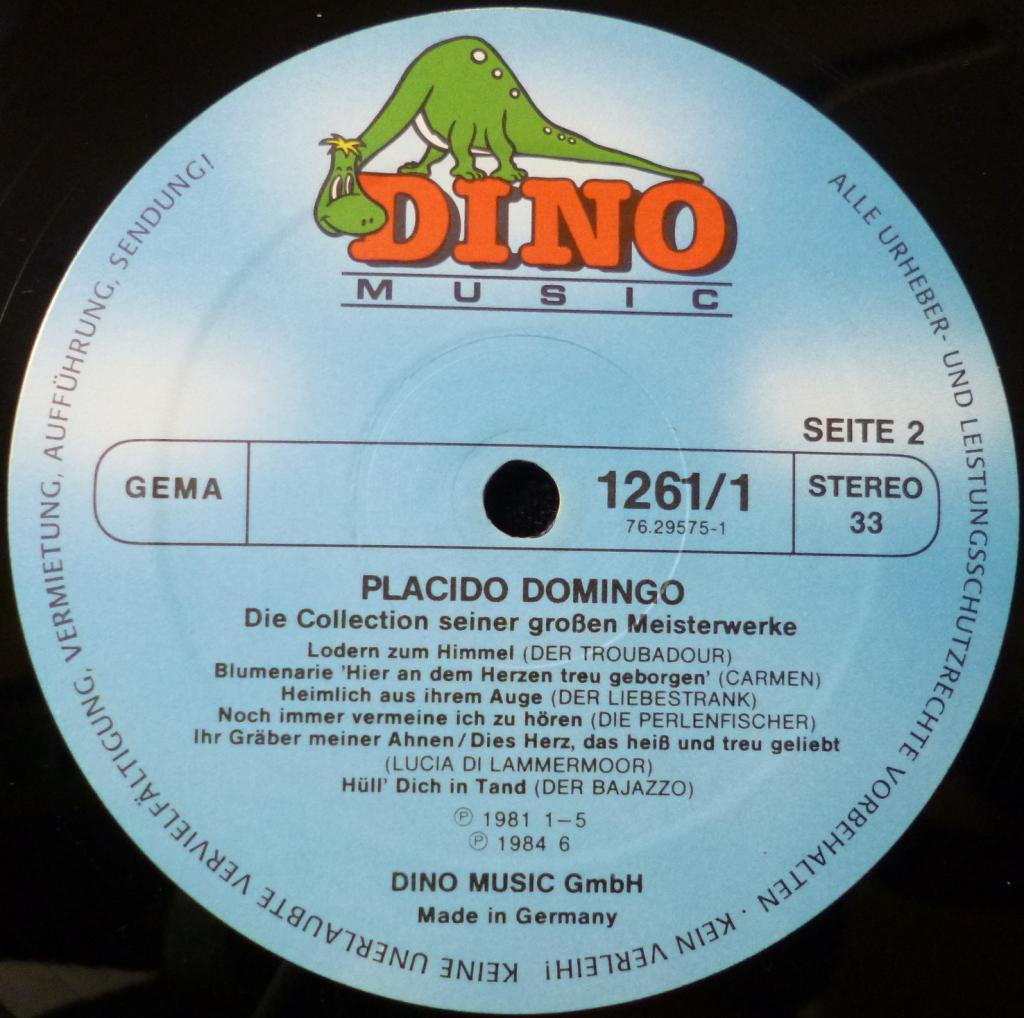 DINO
MUSIC
ALLE URHEBER- UND LEISTUNGSSCHUTZRECHTE VORBEHALTEN · KEIN VERLEIH! KEINE UNERLAUBTE VERVIELFÄLTIGUNG, VERMIETUNG, AUFFÜHRUNG, SENDUNG!
SEITE 2
GEMA
1261/1
76.29575-1
STEREO
33
PLACIDO DOMINGO
Die Collection seiner großen Meisterwerke
Lodern zum Himmel (DER TROUBADOUR)
Blumenarie 'Hier an dem Herzen treu geborgen' (CARMEN)
Heimlich aus ihrem Auge (DER LIEBESTRANK)
Noch immer vermeine ich zu hören (DIE PERLENFISCHER)
Ihr Gräber meiner Ahnen/Dies Herz, das heiß und treu geliebt
(LUCIA DI LAMMERMOOR)
Hüll' Dich in Tand (DER BAJAZZO)
℗ 1981 1–5
℗ 1984 6
DINO MUSIC GmbH
Made in Germany